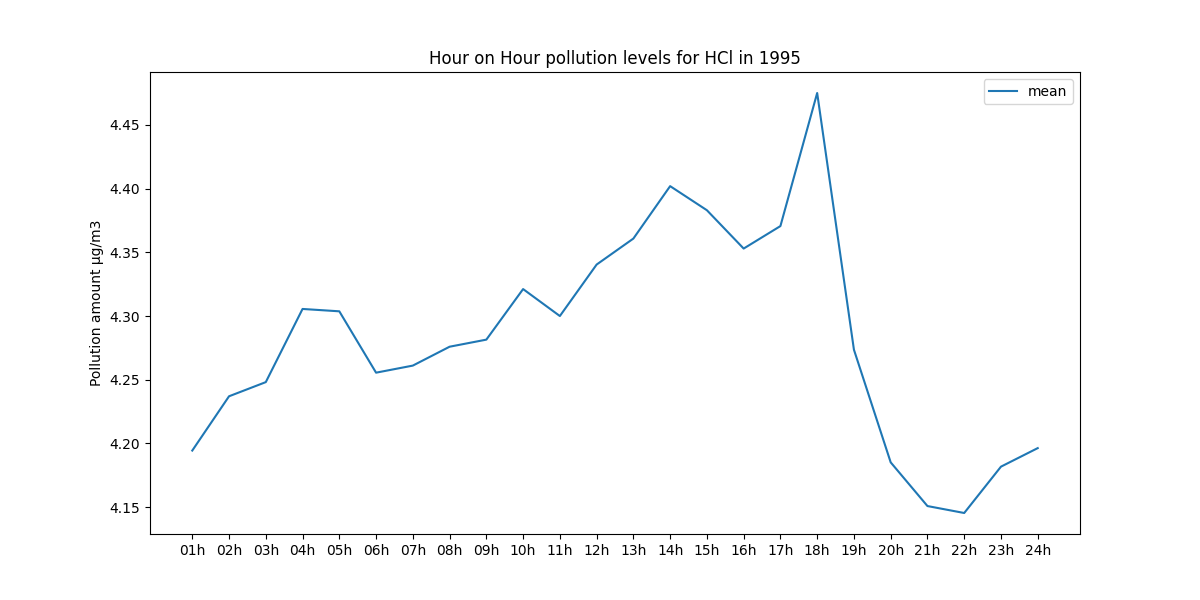 Hour on Hour pollution levels for HCl in 1995
mean
Pollution amount µg/m3
4.45
4.40
4.35
4.30
4.25
4.20
4.15
01h 02h 03h 04h 05h 06h 07h 08h 09h 10h 11h 12h 13h 14h 15h 16h 17h 18h 19h 20h 21h 22h 23h 24h